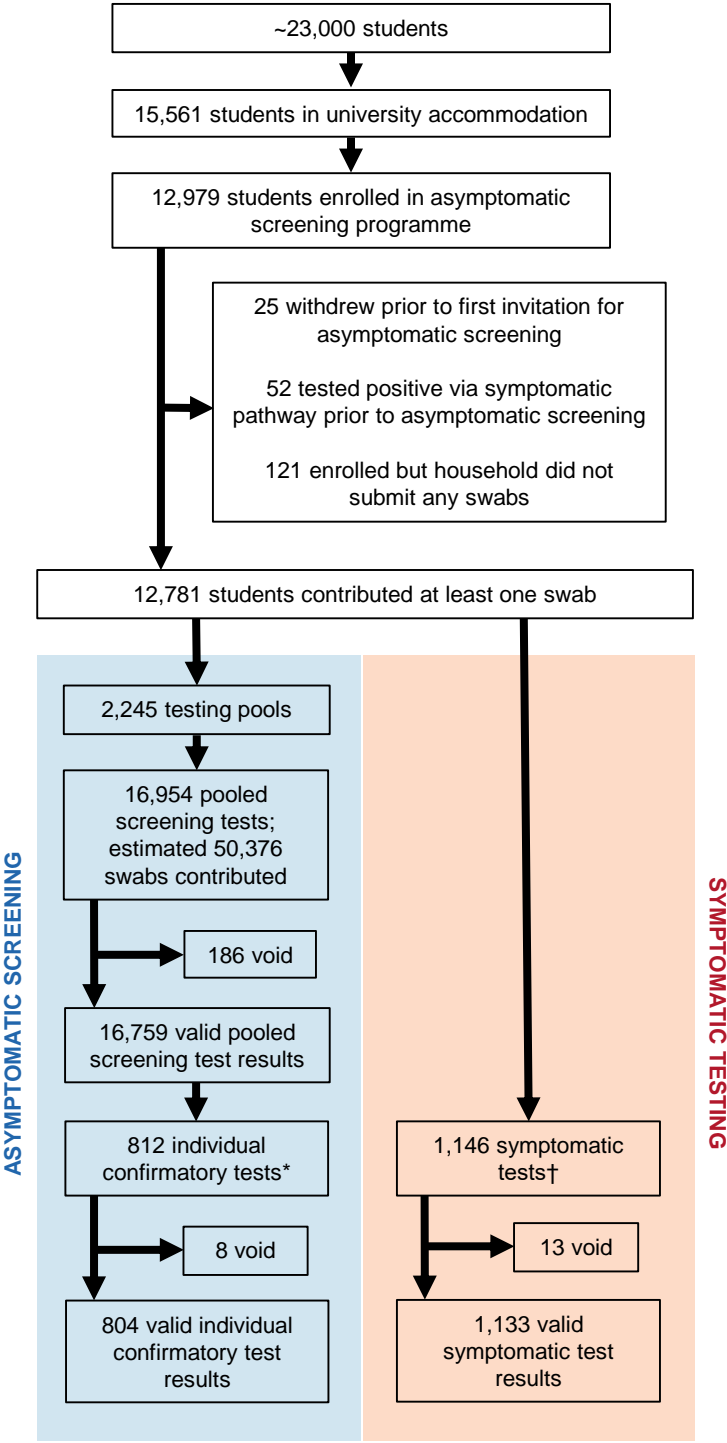 ~23,000 students
15,561 students in university accommodation
12,979 students enrolled in asymptomatic
screening programme
25 withdrew prior to first invitation for
asymptomatic screening
52 tested positive via symptomatic
pathway prior to asymptomatic screening
121 enrolled but household did not
submit any swabs
12,781 students contributed at least one swab
ASYMPTOMATIC SCREENING
2,245 testing pools
16,954 pooled
screening tests;
estimated 50,376
swabs contributed
186 void
16,759 valid pooled
screening test results
812 individual
confirmatory tests*
8 void
804 valid individual
confirmatory test
results
SYMPTOMATIC TESTING
1,146 symptomatic
tests†
13 void
1,133 valid
symptomatic test
results